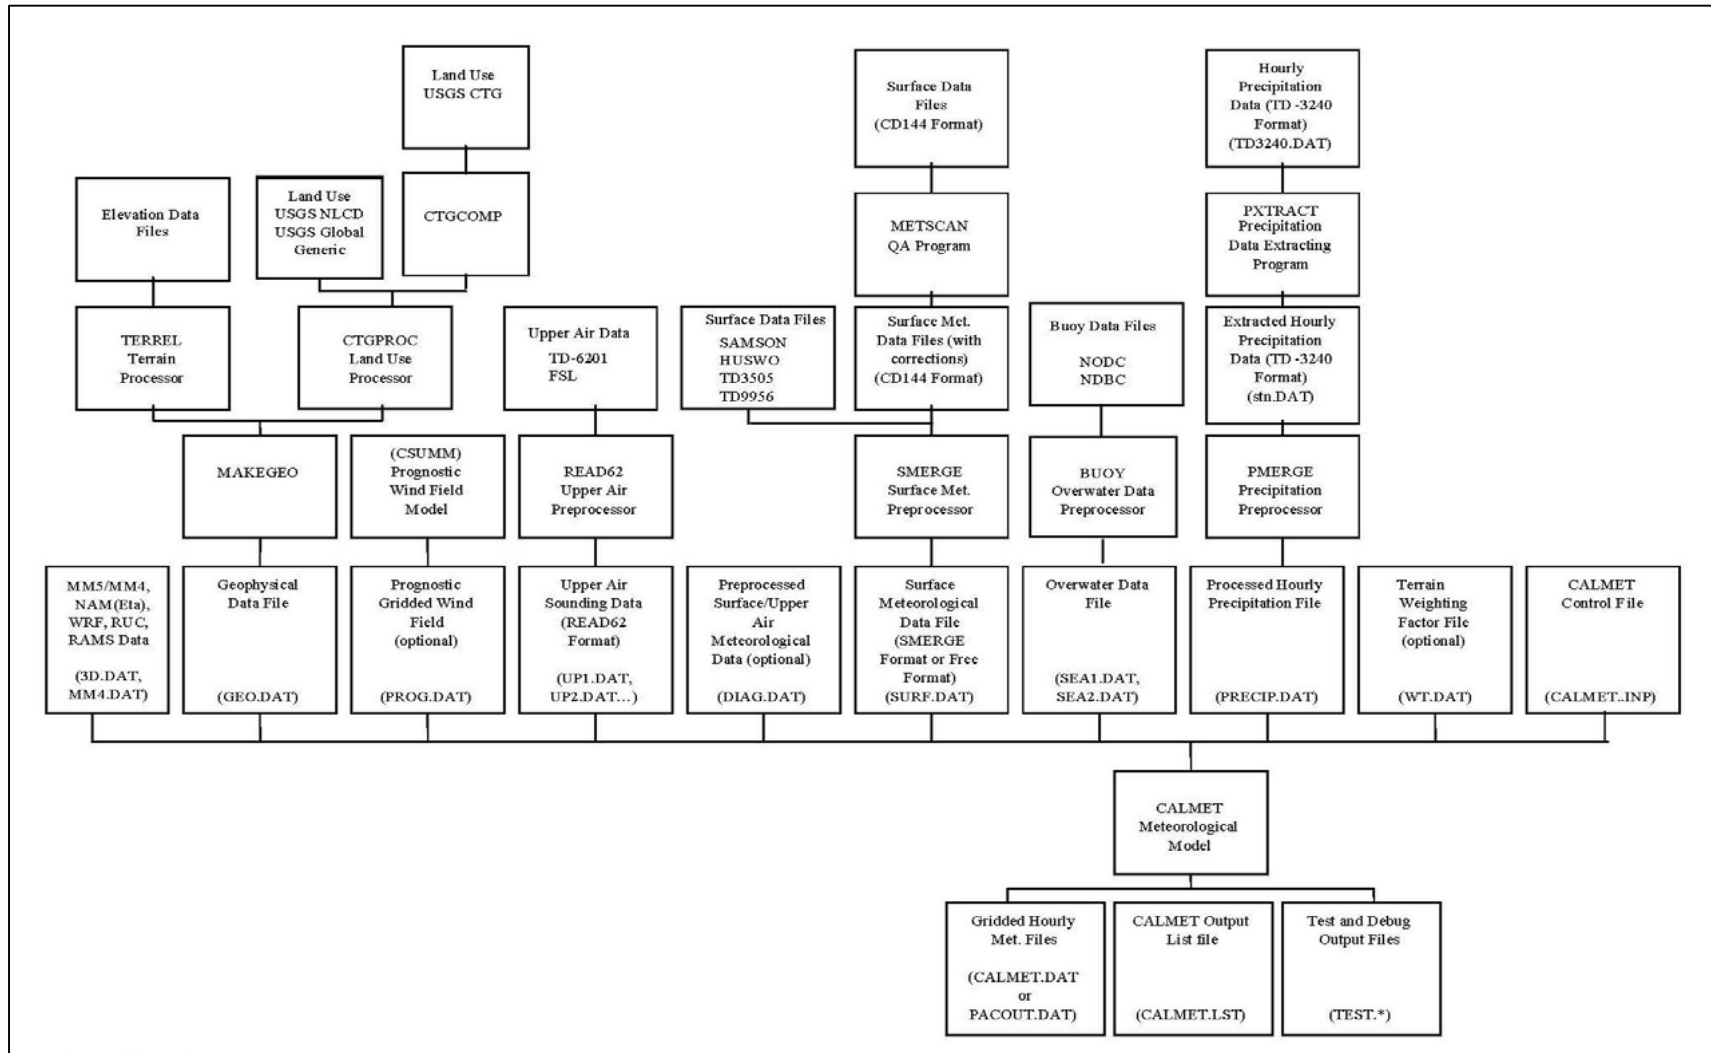 Land Use
USGS CTG
Surface Data
Files
(CD144 Format)
Hourly
Precipitation
Data (TD -3240
Format)
(TD3240.DAT)
Elevation Data
Files
Land Use
USGS NLCD
USGS Global
Generic
CTGCOMP
METSCAN
QA Program
PXTRACT
Precipitation
Data Extracting
Program
TERREL
Terrain
Processor
CTGPROC
Land Use
Processor
Upper Air Data
TD-6201
FSL
Surface Data Files
SAMSON
HUSWO
TD3505
TD9956
Surface Met.
Data Files (with
corrections)
(CD144 Format)
Buoy Data Files
NODC
NDBC
Extracted Hourly
Precipitation
Data (TD -3240
Format)
(stn.DAT)
MAKEGEO
(CSUMM)
Prognostic
Wind Field
Model
READ62
Upper Air
Preprocessor
SMERGE
Surface Met.
Preprocessor
BUOY
Overwater Data
Preprocessor
PMERGE
Precipitation
Preprocessor
MM5/MM4,
NAM(Eta),
WRF, RUC,
RAMS Data
(3D.DAT,
MM4.DAT)
Geophysical
Data File
(GEO.DAT)
Prognostic
Gridded Wind
Field
(optional)
(PROG.DAT)
Upper Air
Sounding Data
(READ62
Format)
(UP1.DAT,
UP2.DAT...)
Preprocessed
Surface/Upper
Air
Meteorological
Data (optional)
(DIAG.DAT)
Surface
Meteorological
Data File
(SMERGE
Format or Free
Format)
(SURF.DAT)
Overwater Data
File
(SEA1.DAT,
SEA2.DAT)
Processed Hourly
Precipitation File
(PRECIP.DAT)
Terrain
Weighting
Factor File
(optional)
(WT.DAT)
CALMET
Control File
(CALMET..INP)
CALMET
Meteorological
Model
Gridded Hourly
Met. Files
(CALMET.DAT
or
PACOUT.DAT)
CALMET Output
List file
(CALMET.LST)
Test and Debug
Output Files
(TEST.*)